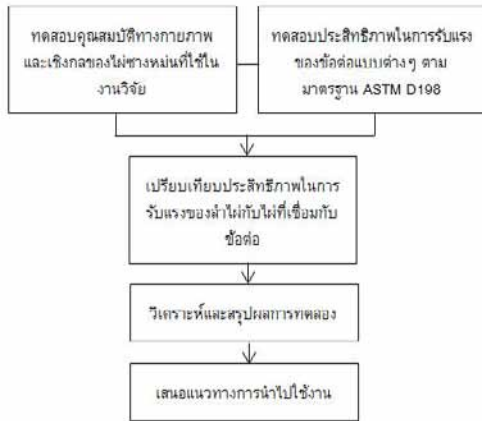 ทดสอบคุณสมบัติทางกายภาพ
และเชิงกลของไผ่ซางหม่นที่ใช้ใน
งานวิจัย
ทดสอบประสิทธิภาพในการรับแรง
ของข้อต่อแบบต่างๆ ตาม
มาตรฐาน ASTM D198
เปรียบเทียบประสิทธิภาพในการ
รับแรงของลำไผ่กับไผ่ที่เชื่อมกับ
ข้อต่อ
วิเคราะห์และสรุปผลการทดลอง
เสนอแนวทางการนำไปใช้งาน